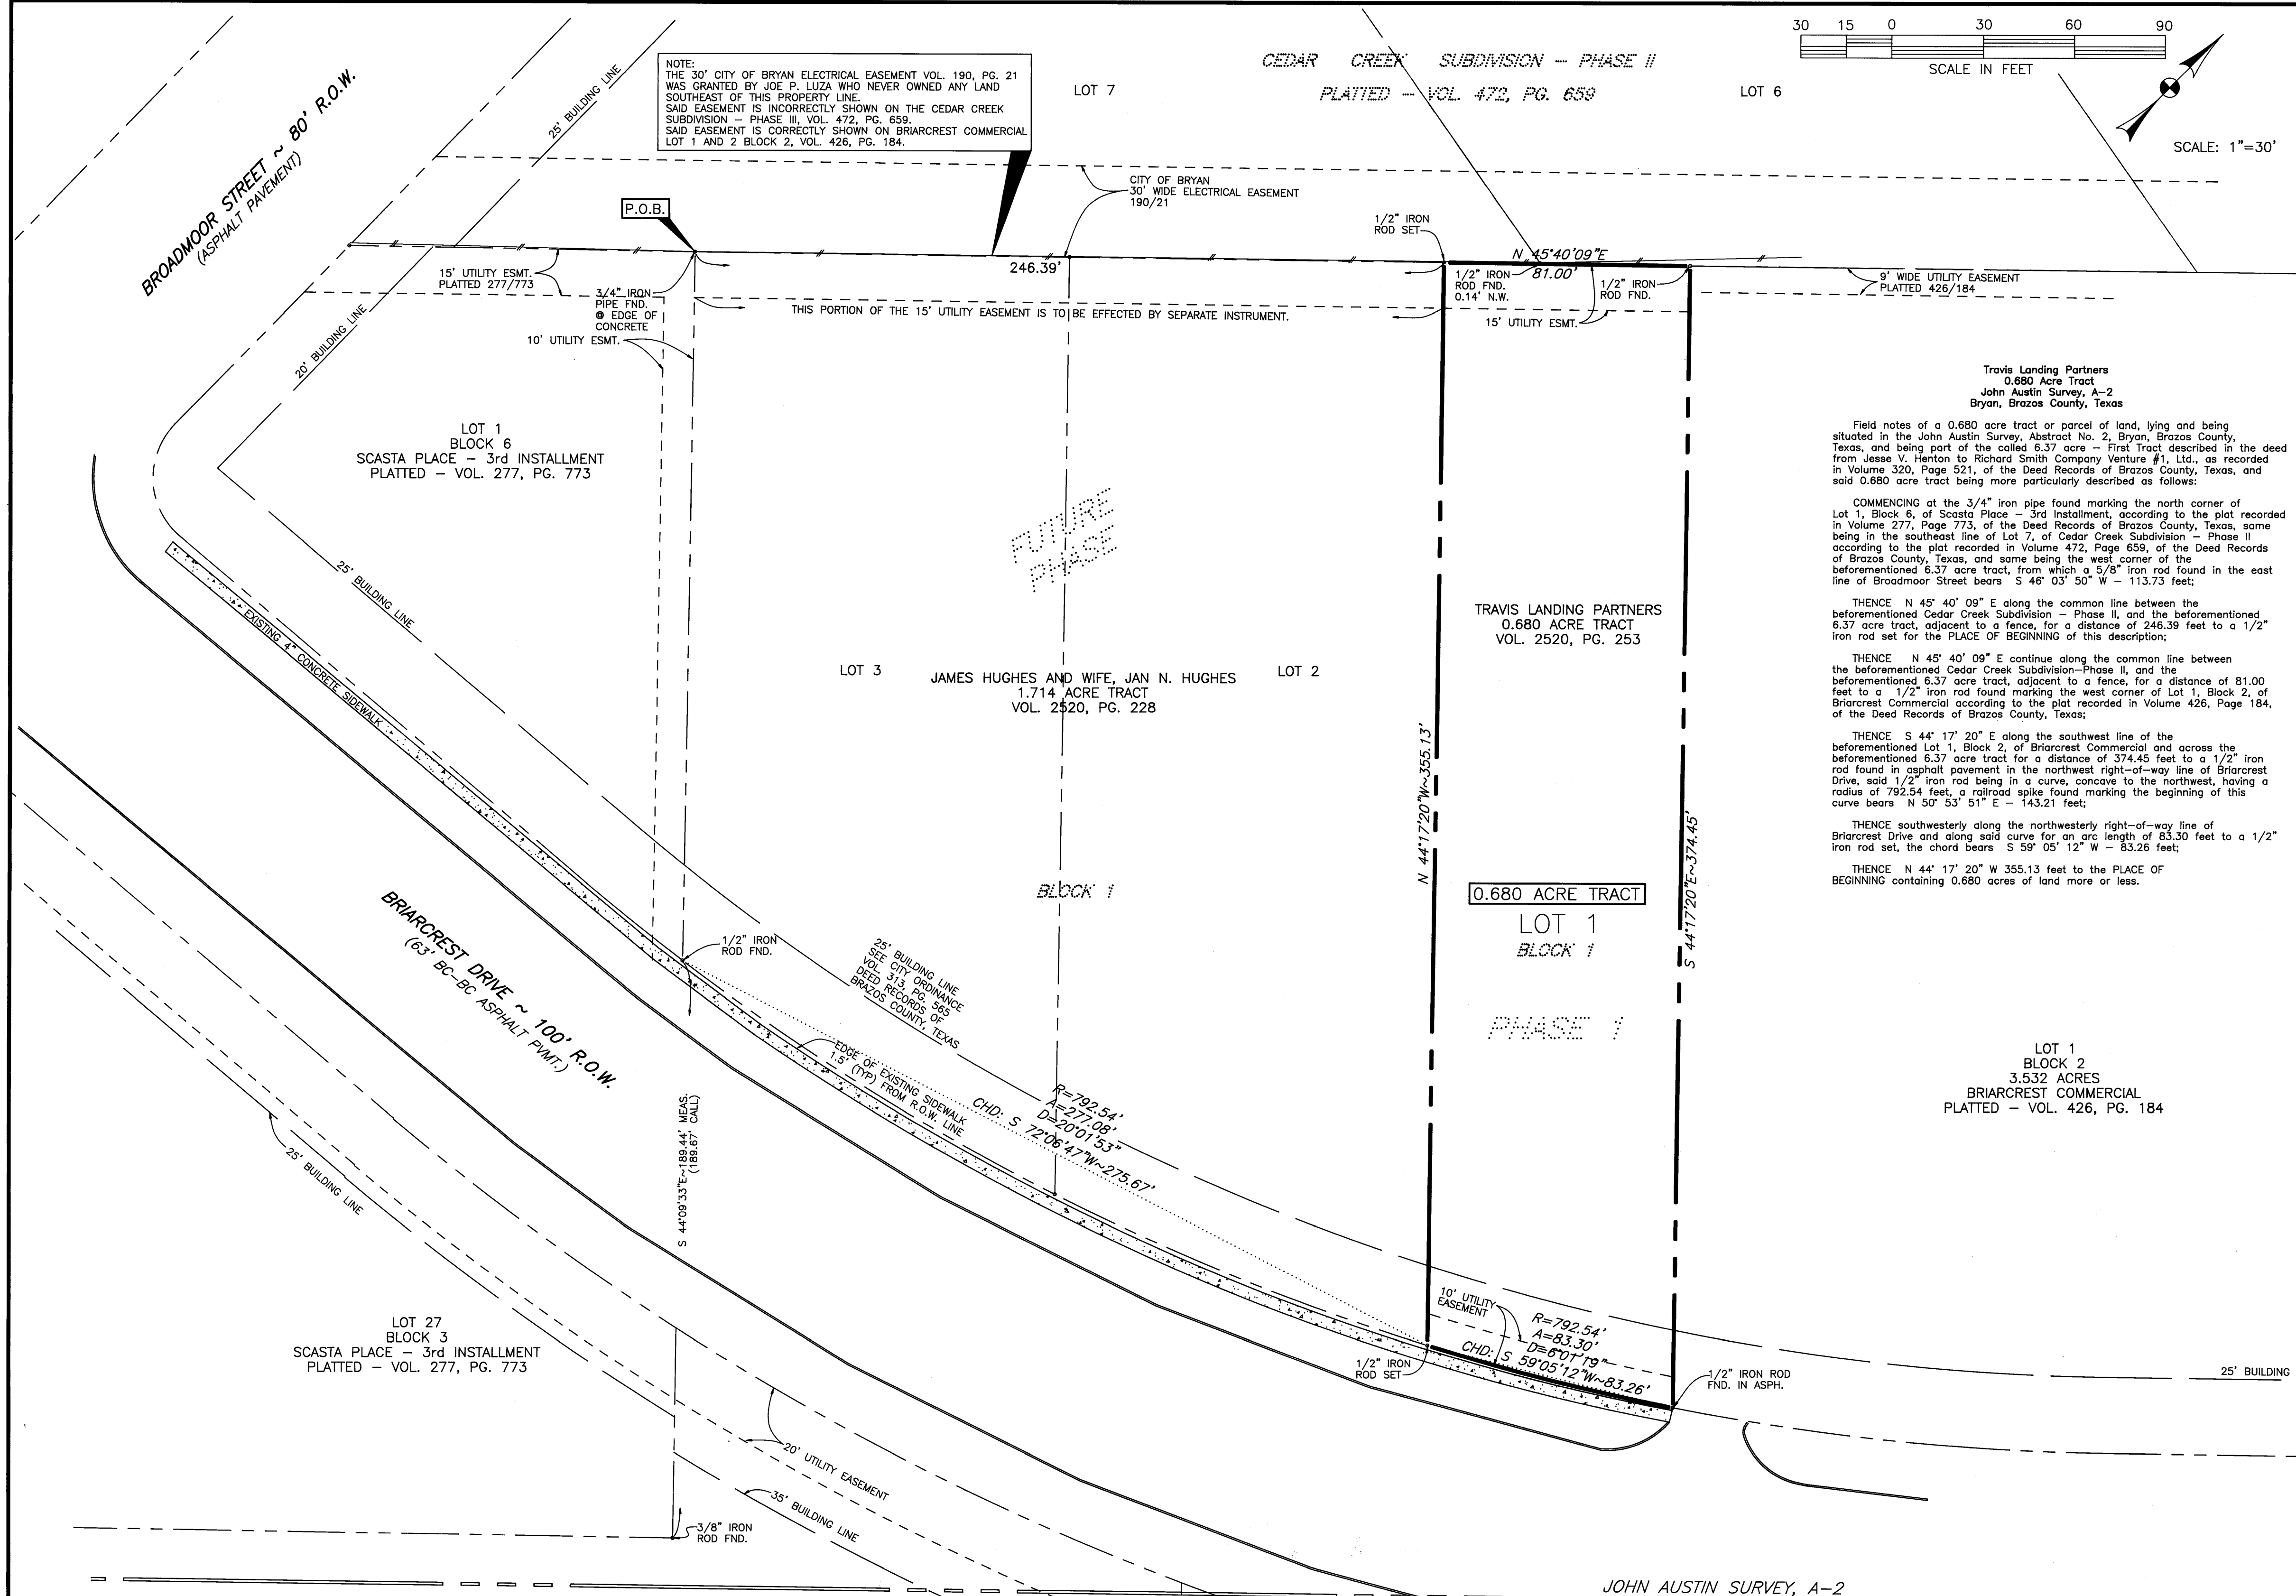 30 15 0 30 60 90
SCALE IN FEET
SCALE: 1"=30'
CEDAR CREEK SUBDIVISION -- PHASE II
PLATTED -- VOL. 472, PG. 659
LOT 7
LOT 6
NOTE:
THE 30' CITY OF BRYAN ELECTRICAL EASEMENT VOL. 190, PG. 21
WAS GRANTED BY JOE P. LUZA WHO NEVER OWNED ANY LAND
SOUTHEAST OF THIS PROPERTY LINE.
SAID EASEMENT IS INCORRECTLY SHOWN ON THE CEDAR CREEK
SUBDIVISION – PHASE III, VOL. 472, PG. 659.
SAID EASEMENT IS CORRECTLY SHOWN ON BRIARCREST COMMERCIAL
LOT 1 AND 2 BLOCK 2, VOL. 426, PG. 184.
25' BUILDING LINE
BROADMOOR STREET ~ 80' R.O.W.
(ASPHALT PAVEMENT)
P.O.B.
CITY OF BRYAN
30' WIDE ELECTRICAL EASEMENT
190/21
1/2" IRON
ROD SET
N 45°40'09"E
81.00'
246.39'
15' UTILITY ESMT.
PLATTED 277/773
3/4" IRON
PIPE FND.
@ EDGE OF
CONCRETE
1/2" IRON
ROD FND.
0.14' N.W.
1/2" IRON
ROD FND.
9' WIDE UTILITY EASEMENT
PLATTED 426/184
THIS PORTION OF THE 15' UTILITY EASEMENT IS TO BE EFFECTED BY SEPARATE INSTRUMENT.
15' UTILITY ESMT.
10' UTILITY ESMT.
20' BUILDING LINE
LOT 1
BLOCK 6
SCASTA PLACE – 3rd INSTALLMENT
PLATTED – VOL. 277, PG. 773
25' BUILDING LINE
EXISTING 4" CONCRETE SIDEWALK
FUTURE
PHASE
LOT 3
JAMES HUGHES AND WIFE, JAN N. HUGHES
1.714 ACRE TRACT
VOL. 2520, PG. 228
LOT 2
BLOCK 1
TRAVIS LANDING PARTNERS
0.680 ACRE TRACT
VOL. 2520, PG. 253
N 44°17'20"W~355.13'
S 44°17'20"E~374.45'
0.680 ACRE TRACT
LOT 1
BLOCK 1
PHASE 1
Travis Landing Partners
0.680 Acre Tract
John Austin Survey, A–2
Bryan, Brazos County, Texas
Field notes of a 0.680 acre tract or parcel of land, lying and being
situated in the John Austin Survey, Abstract No. 2, Bryan, Brazos County,
Texas, and being part of the called 6.37 acre – First Tract described in the deed
from Jesse V. Henton to Richard Smith Company Venture #1, Ltd., as recorded
in Volume 320, Page 521, of the Deed Records of Brazos County, Texas, and
said 0.680 acre tract being more particularly described as follows:
COMMENCING at the 3/4" iron pipe found marking the north corner of
Lot 1, Block 6, of Scasta Place – 3rd Installment, according to the plat recorded
in Volume 277, Page 773, of the Deed Records of Brazos County, Texas, same
being in the southeast line of Lot 7, of Cedar Creek Subdivision – Phase II
according to the plat recorded in Volume 472, Page 659, of the Deed Records
of Brazos County, Texas, and same being the west corner of the
beforementioned 6.37 acre tract, from which a 5/8" iron rod found in the east
line of Broadmoor Street bears S 46° 03' 50" W – 113.73 feet;
THENCE N 45° 40' 09" E along the common line between the
beforementioned Cedar Creek Subdivision – Phase II, and the beforementioned
6.37 acre tract, adjacent to a fence, for a distance of 246.39 feet to a 1/2"
iron rod set for the PLACE OF BEGINNING of this description;
THENCE N 45° 40' 09" E continue along the common line between
the beforementioned Cedar Creek Subdivision–Phase II, and the
beforementioned 6.37 acre tract, adjacent to a fence, for a distance of 81.00
feet to a 1/2" iron rod found marking the west corner of Lot 1, Block 2, of
Briarcrest Commercial according to the plat recorded in Volume 426, Page 184,
of the Deed Records of Brazos County, Texas;
THENCE S 44° 17' 20" E along the southwest line of the
beforementioned Lot 1, Block 2, of Briarcrest Commercial and across the
beforementioned 6.37 acre tract for a distance of 374.45 feet to a 1/2" iron
rod found in asphalt pavement in the northwest right–of–way line of Briarcrest
Drive, said 1/2" iron rod being in a curve, concave to the northwest, having a
radius of 792.54 feet, a railroad spike found marking the beginning of this
curve bears N 50° 53' 51" E – 143.21 feet;
THENCE southwesterly along the northwesterly right–of–way line of
Briarcrest Drive and along said curve for an arc length of 83.30 feet to a 1/2"
iron rod set, the chord bears S 59° 05' 12" W – 83.26 feet;
THENCE N 44° 17' 20" W 355.13 feet to the PLACE OF
BEGINNING containing 0.680 acres of land more or less.
LOT 1
BLOCK 2
3.532 ACRES
BRIARCREST COMMERCIAL
PLATTED – VOL. 426, PG. 184
BRIARCREST DRIVE ~ 100' R.O.W.
(63' BC–BC ASPHALT PVMT.)
1/2" IRON
ROD FND.
25' BUILDING LINE
SEE CITY ORDINANCE
VOL. 313, PG. 565
DEED RECORDS OF
BRAZOS COUNTY, TEXAS
EDGE OF EXISTING SIDEWALK
1.5' (TYP) FROM R.O.W. LINE
R=792.54'
A=277.08'
D=20°01'53"
CHD: S 72°06'47"W~275.67'
S 44°09'33"E~189.44' MEAS.
(189.67' CALL)
25' BUILDING LINE
LOT 27
BLOCK 3
SCASTA PLACE – 3rd INSTALLMENT
PLATTED – VOL. 277, PG. 773
10' UTILITY
EASEMENT
R=792.54'
A=83.30'
D=6°01'19"
CHD: S 59°05'12"W~83.26'
1/2" IRON
ROD SET
1/2" IRON ROD
FND. IN ASPH.
25' BUILDING
20' UTILITY EASEMENT
35' BUILDING LINE
3/8" IRON
ROD FND.
JOHN AUSTIN SURVEY, A–2